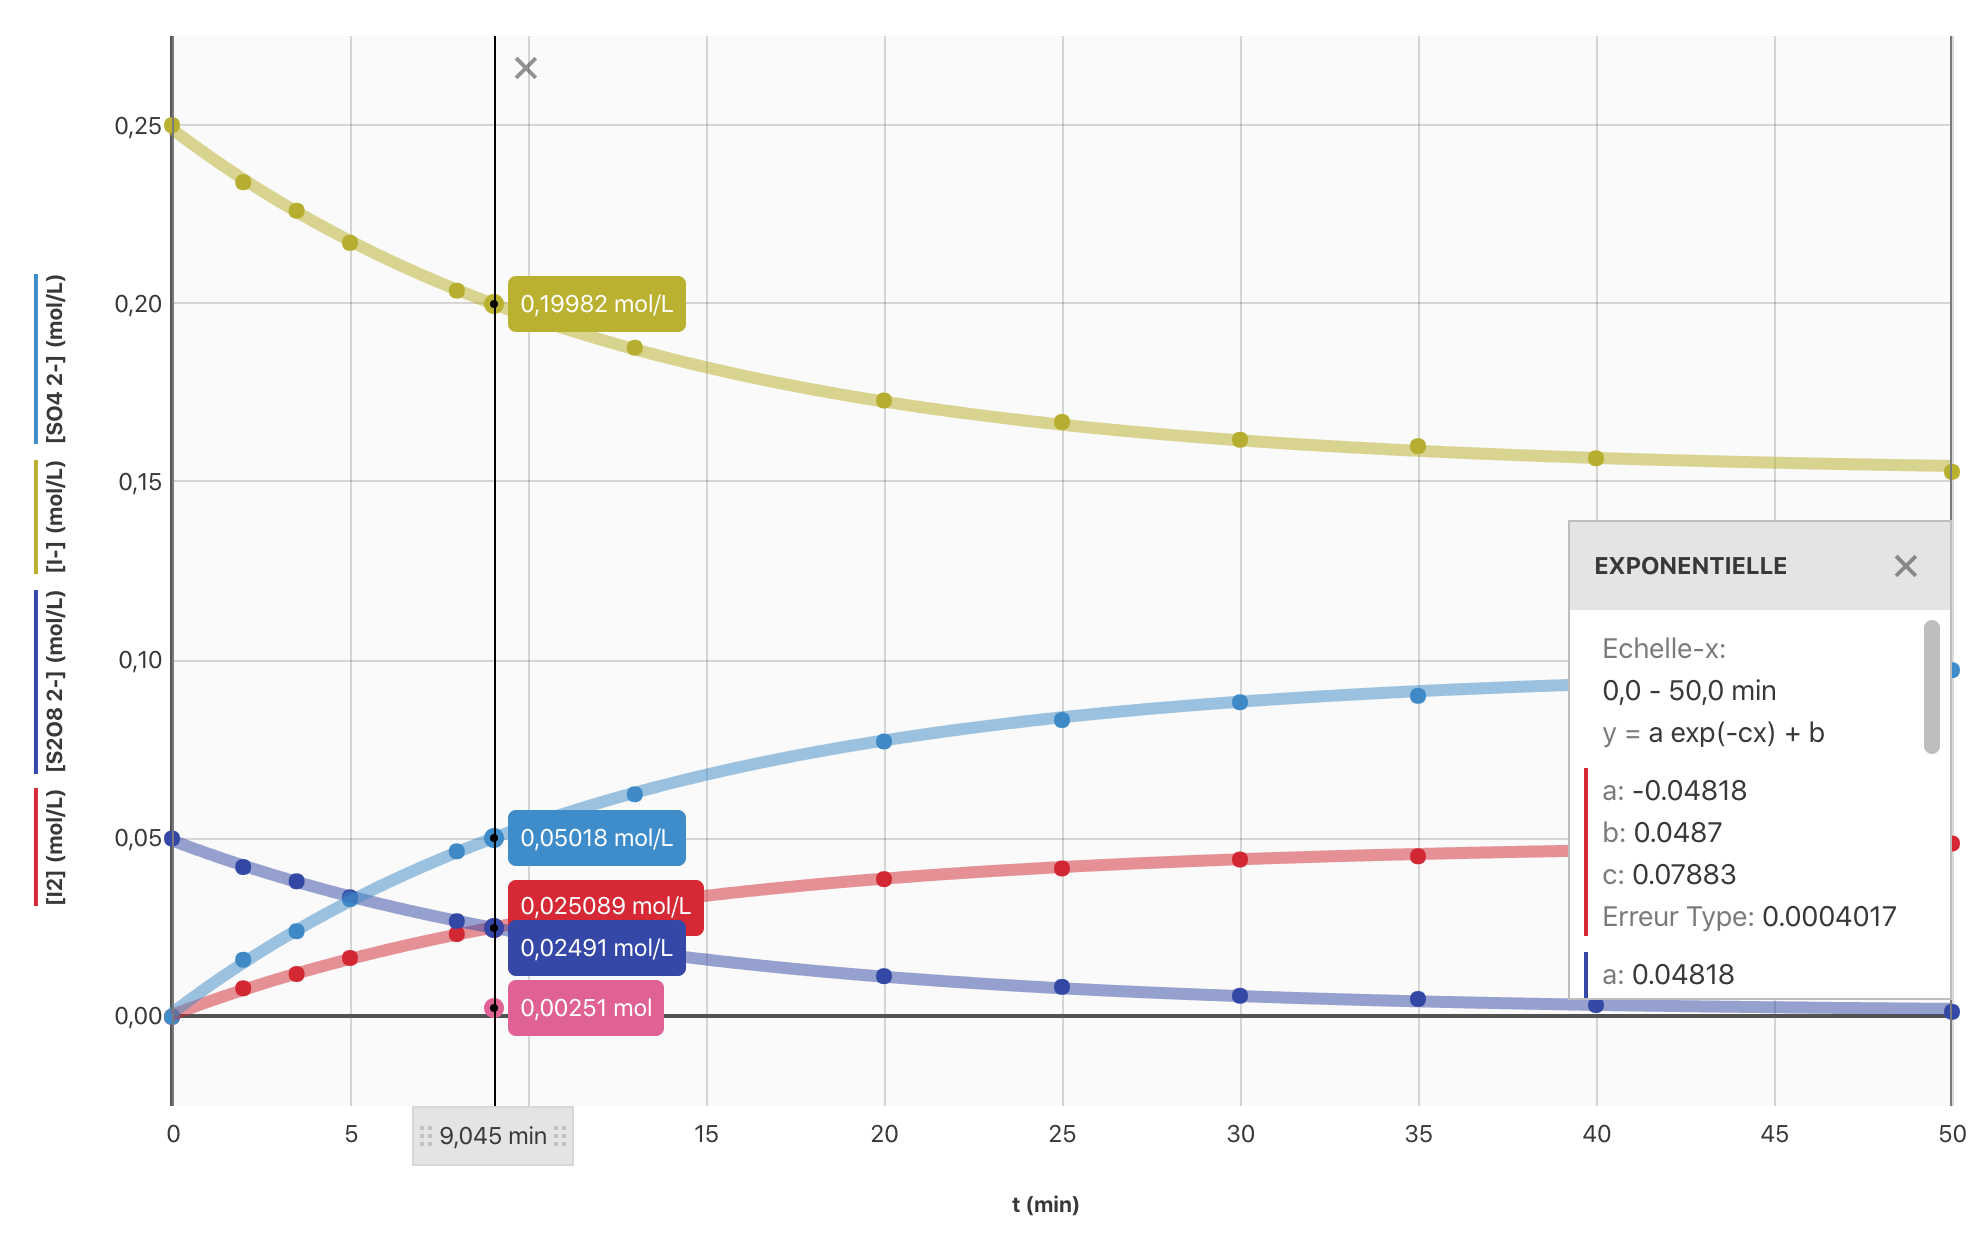 0,25
0,20
0,15
0,10
0,05
0,00
[SO4 2-] (mol/L)
[I-] (mol/L)
[S2O8 2-] (mol/L)
[I2] (mol/L)
0,19982 mol/L
0,05018 mol/L
0,025089 mol/L
0,02491 mol/L
0,00251 mol
EXPONENTIELLE
Echelle-x:
0,0 - 50,0 min
y = a exp(-cx) + b
a: -0.04818
b: 0.0487
c: 0.07883
Erreur Type: 0.0004017
a: 0.04818
0 5 9,045 min 15 20 25 30 35 40 45 50
t (min)